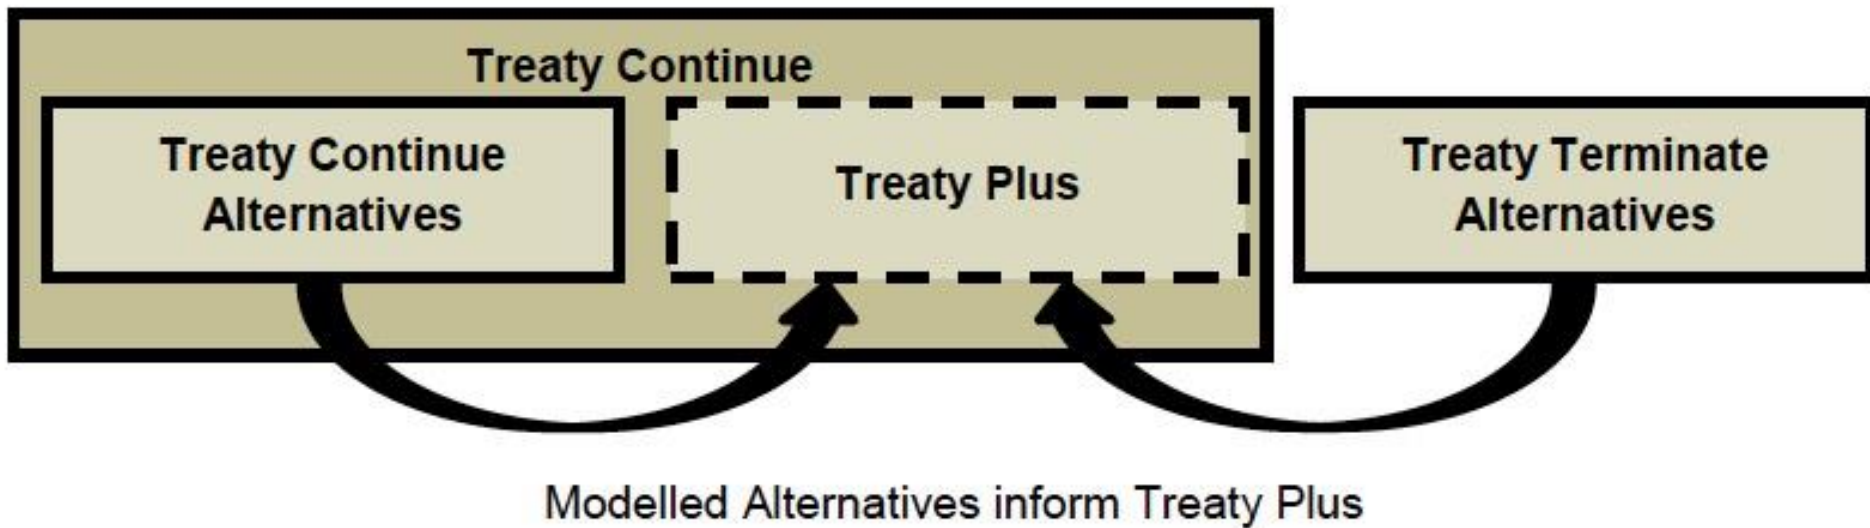 Treaty Continue
Treaty Continue
Alternatives
Treaty Plus
Treaty Terminate
Alternatives
Modelled Alternatives inform Treaty Plus